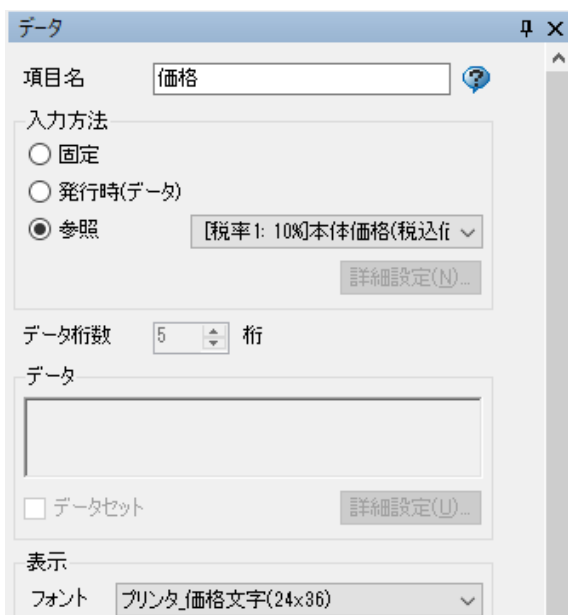 データ
項目名 価格
入力方法
固定
発行時(データ)
参照 [税率1: 10%]本体価格(税込
詳細設定(N)...
データ桁数 5 桁
データ
データセット 詳細設定(U)...
表示
フォント プリンタ_価格文字(24x36)